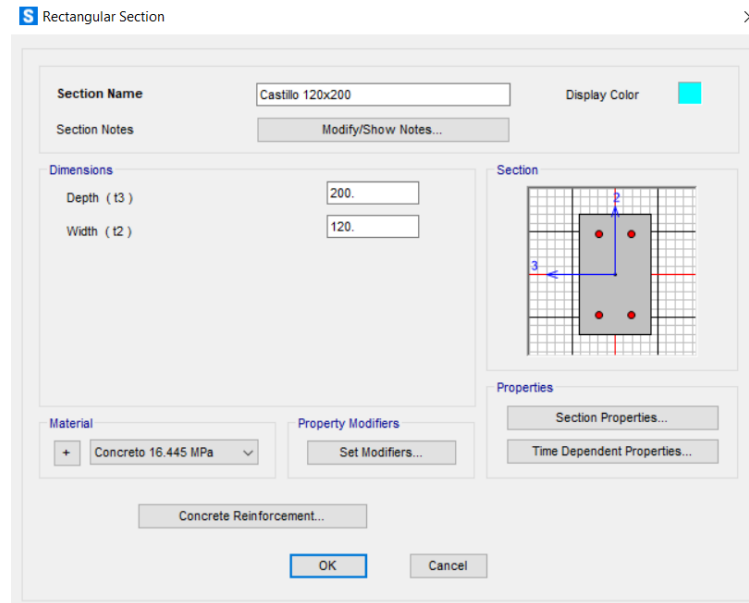 S Rectangular Section
Section Name Castillo 120x200 Display Color
Section Notes Modify/Show Notes...
Dimensions
Depth ( t3 ) 200.
Width ( t2 ) 120.
Section
2
3
Properties
Section Properties...
Time Dependent Properties...
Material
+ Concreto 16.445 MPa
Property Modifiers
Set Modifiers...
Concrete Reinforcement...
OK Cancel